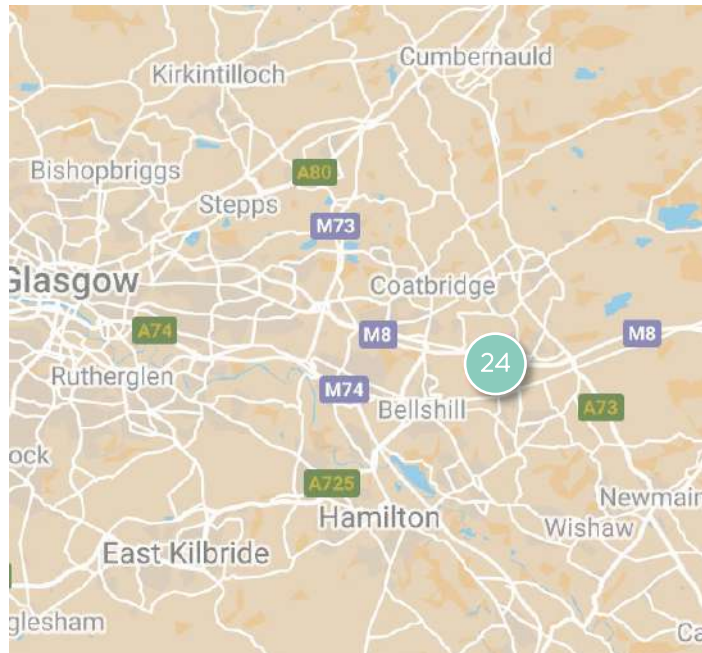 Cumbernauld
Kirkintilloch
Bishopbriggs
A80
Stepps
M73
Glasgow
Coatbridge
A74
M8
M8
24
Rutherglen
M74
Bellshill
A73
ock
A725
Newmain
Hamilton
Wishaw
East Kilbride
glesham
Ca